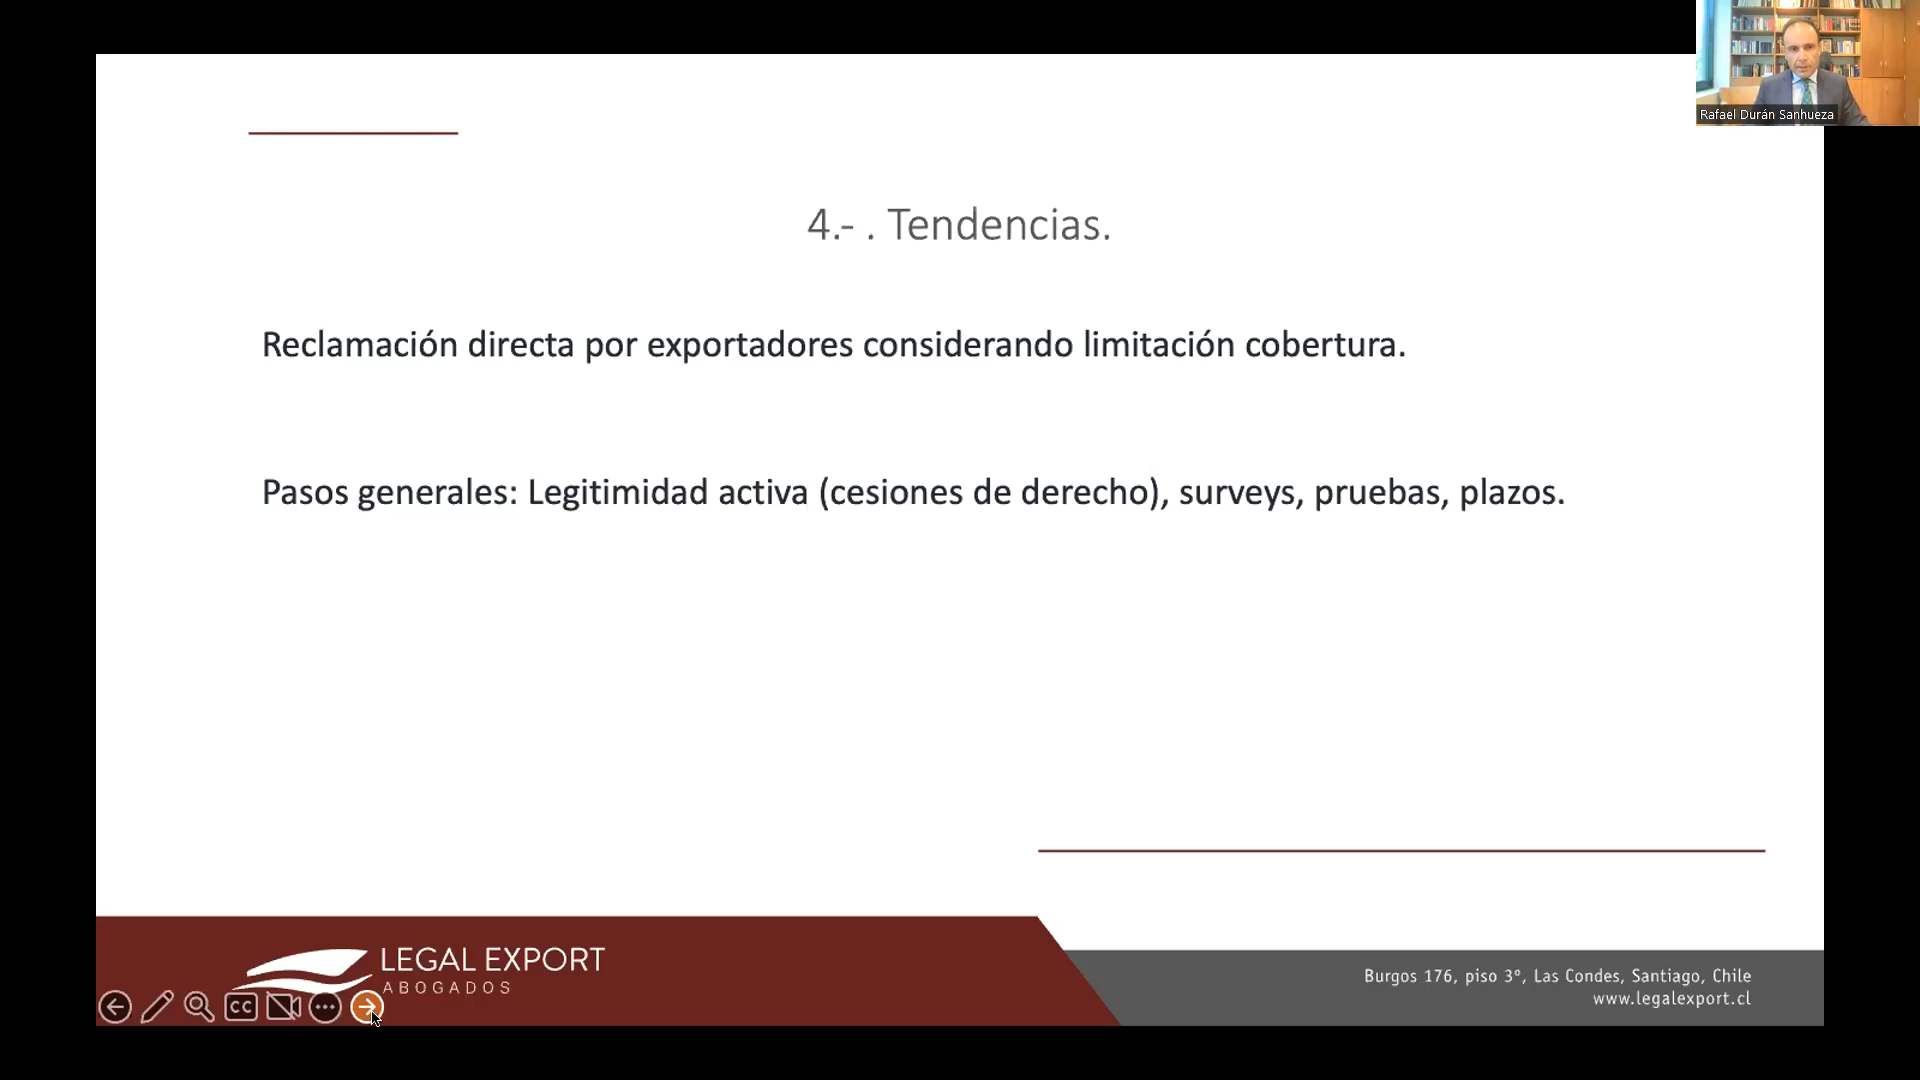 Rafael Durán Sanhueza
4.- . Tendencias.
Reclamación directa por exportadores considerando limitación cobertura.
Pasos generales: Legitimidad activa (cesiones de derecho), surveys, pruebas, plazos.
LEGAL EXPORT
ABOGADOS
Burgos 176, piso 3°, Las Condes, Santiago, Chile
www.legalexport.cl
CC